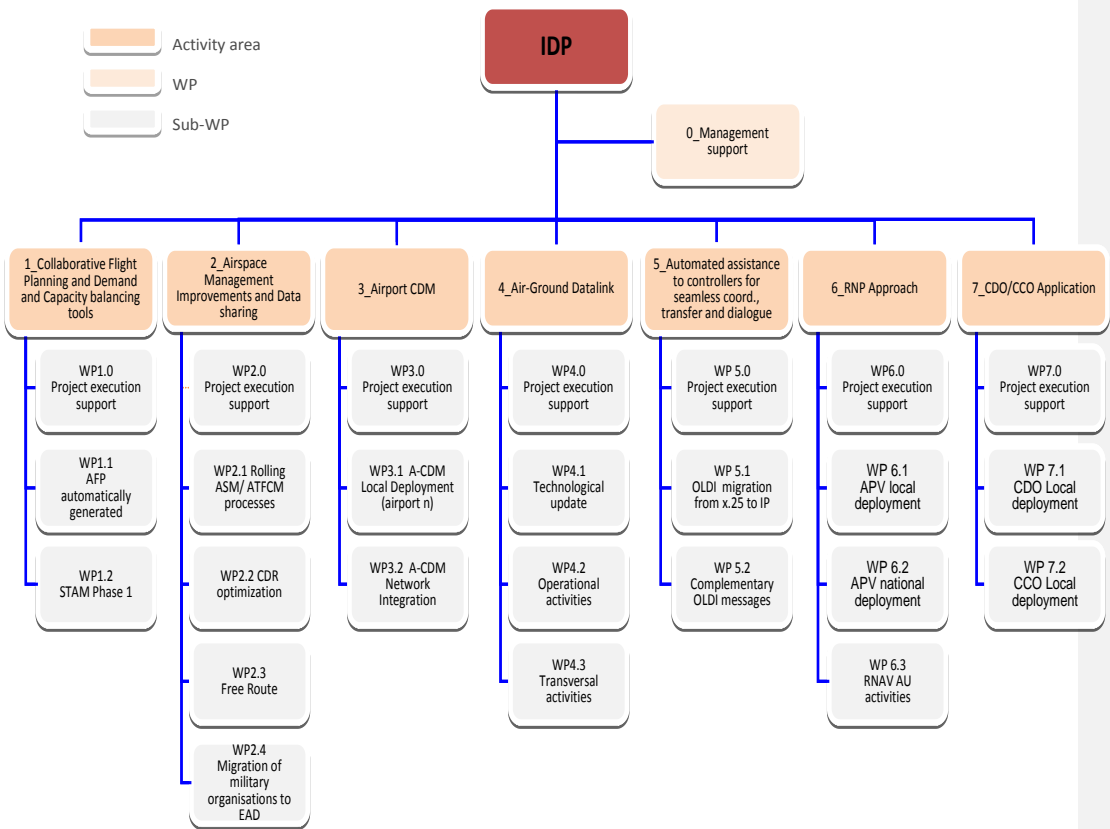 Activity area
WP
Sub-WP
IDP
0_Management
support
1_Collaborative Flight
Planning and Demand
and Capacity balancing
tools
2_Airspace
Management
Improvements and Data
sharing
3_Airport CDM
4_Air-Ground Datalink
5_Automated assistance
to controllers for
seamless coord.,
transfer and dialogue
6_RNP Approach
7_CDO/CCO Application
WP1.0
Project execution
support
WP2.0
Project execution
support
WP3.0
Project execution
support
WP4.0
Project execution
support
WP 5.0
Project execution
support
WP6.0
Project execution
support
WP7.0
Project execution
support
WP1.1
AFP
automatically
generated
WP2.1 Rolling
ASM/ ATFCM
processes
WP3.1 A-CDM
Local Deployment
(airport n)
WP4.1
Technological
update
WP 5.1
OLDI migration
from x.25 to IP
WP 6.1
APV local
deployment
WP 7.1
CDO Local
deployment
WP1.2
STAM Phase 1
WP2.2 CDR
optimization
WP3.2 A-CDM
Network
Integration
WP4.2
Operational
activities
WP 5.2
Complementary
OLDI messages
WP 6.2
APV national
deployment
WP 7.2
CCO Local
deployment
WP2.3
Free Route
WP4.3
Transversal
activities
WP 6.3
RNAV AU
activities
WP2.4
Migration of
military
organisations to
EAD